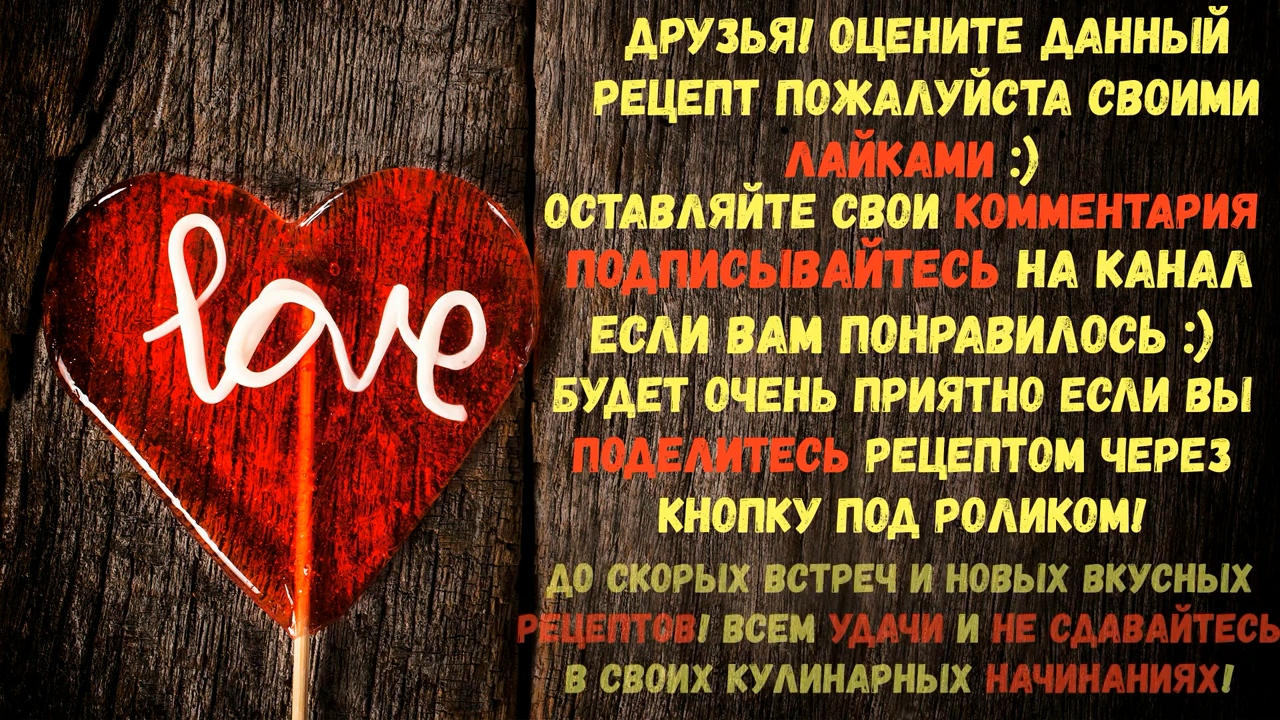 love
ДРУЗЬЯ! ОЦЕНИТЕ ДАННЫЙ
РЕЦЕПТ ПОЖАЛУЙСТА СВОИМИ
ЛАЙКАМИ :)
ОСТАВЛЯЙТЕ СВОИ КОММЕНТАРИЯ
ПОДПИСЫВАЙТЕСЬ НА КАНАЛ
ЕСЛИ ВАМ ПОНРАВИЛОСЬ :)
БУДЕТ ОЧЕНЬ ПРИЯТНО ЕСЛИ ВЫ
ПОДЕЛИТЕСЬ РЕЦЕПТОМ ЧЕРЕЗ
КНОПКУ ПОД РОЛИКОМ!
ДО СКОРЫХ ВСТРЕЧ И НОВЫХ ВКУСНЫХ
РЕЦЕПТОВ! ВСЕМ УДАЧИ И НЕ СДАВАЙТЕСЬ
В СВОИХ КУЛИНАРНЫХ НАЧИНАНИЯХ!